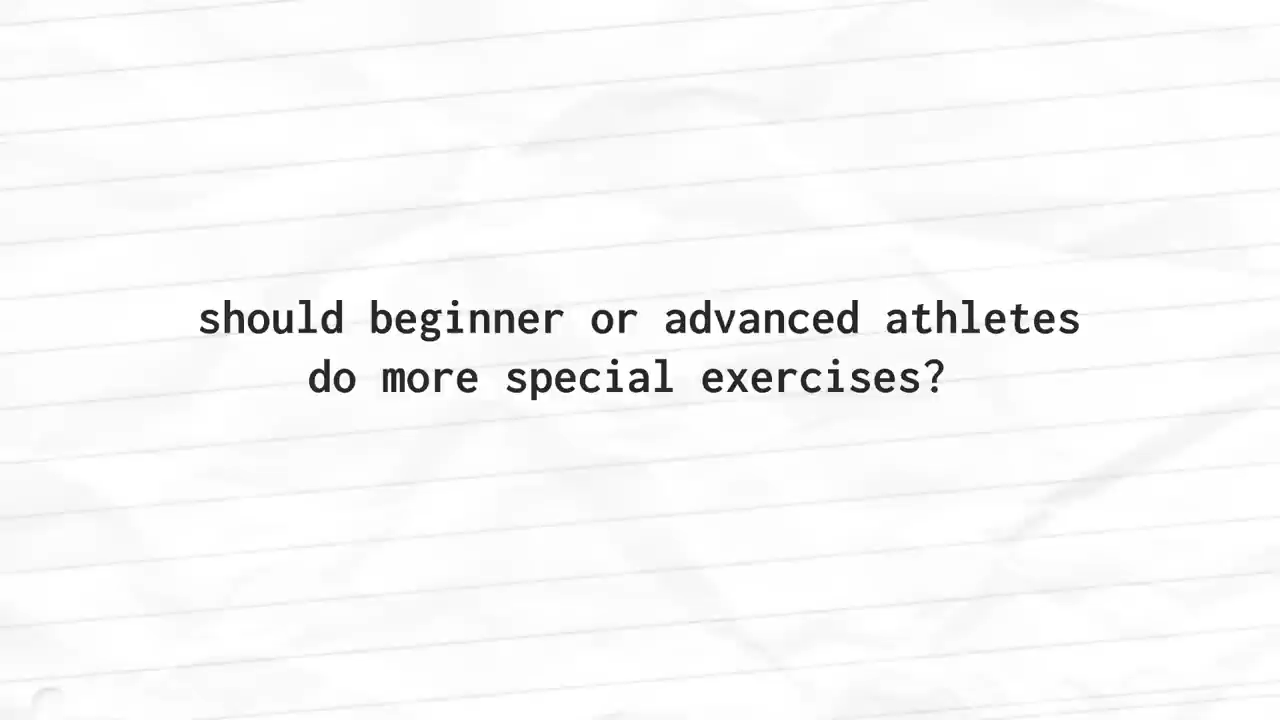 should beginner or advanced athletes
do more special exercises?